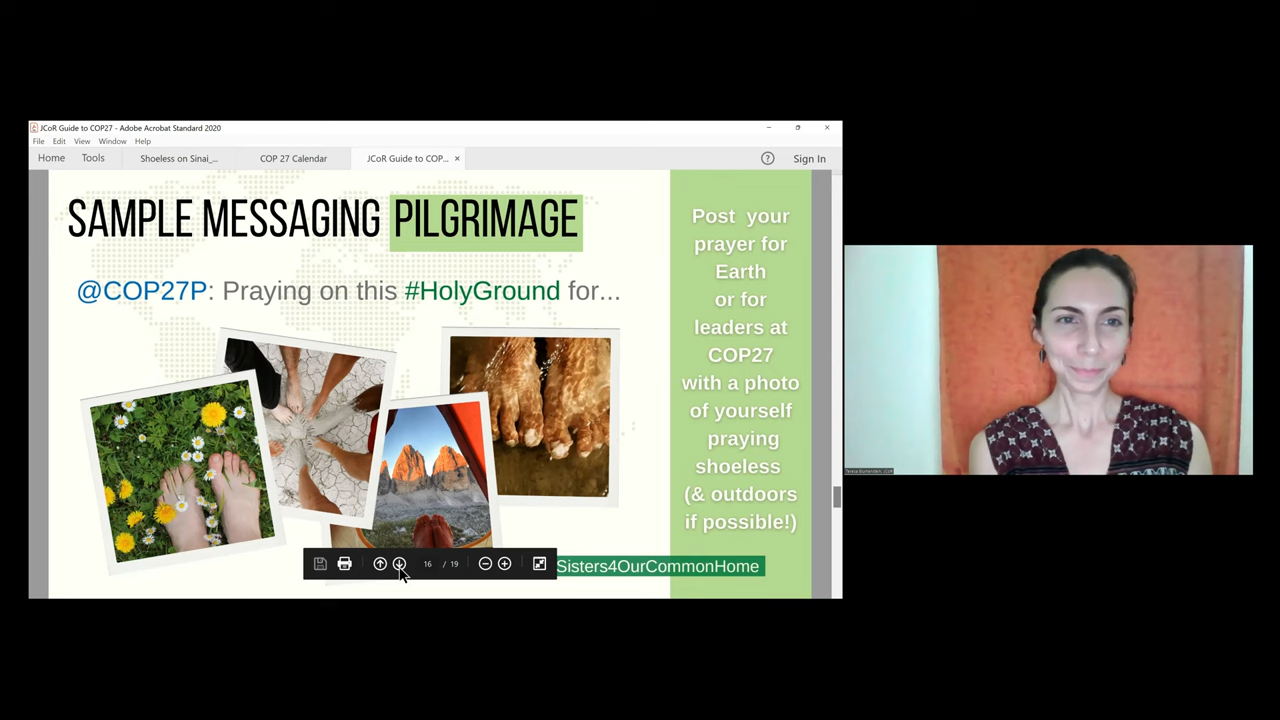 JCoR Guide to COP27 - Adobe Acrobat Standard 2020
File Edit View Window Help
Home Tools Shoeless on Sinai_... COP 27 Calendar JCoR Guide to COP... × ? Sign In
SAMPLE MESSAGING PILGRIMAGE
@COP27P: Praying on this #HolyGround for...
Post your
prayer for
Earth
or for
leaders at
COP27
with a photo
of yourself
praying
shoeless
(& outdoors
if possible!)
16 / 19
Sisters4OurCommonHome